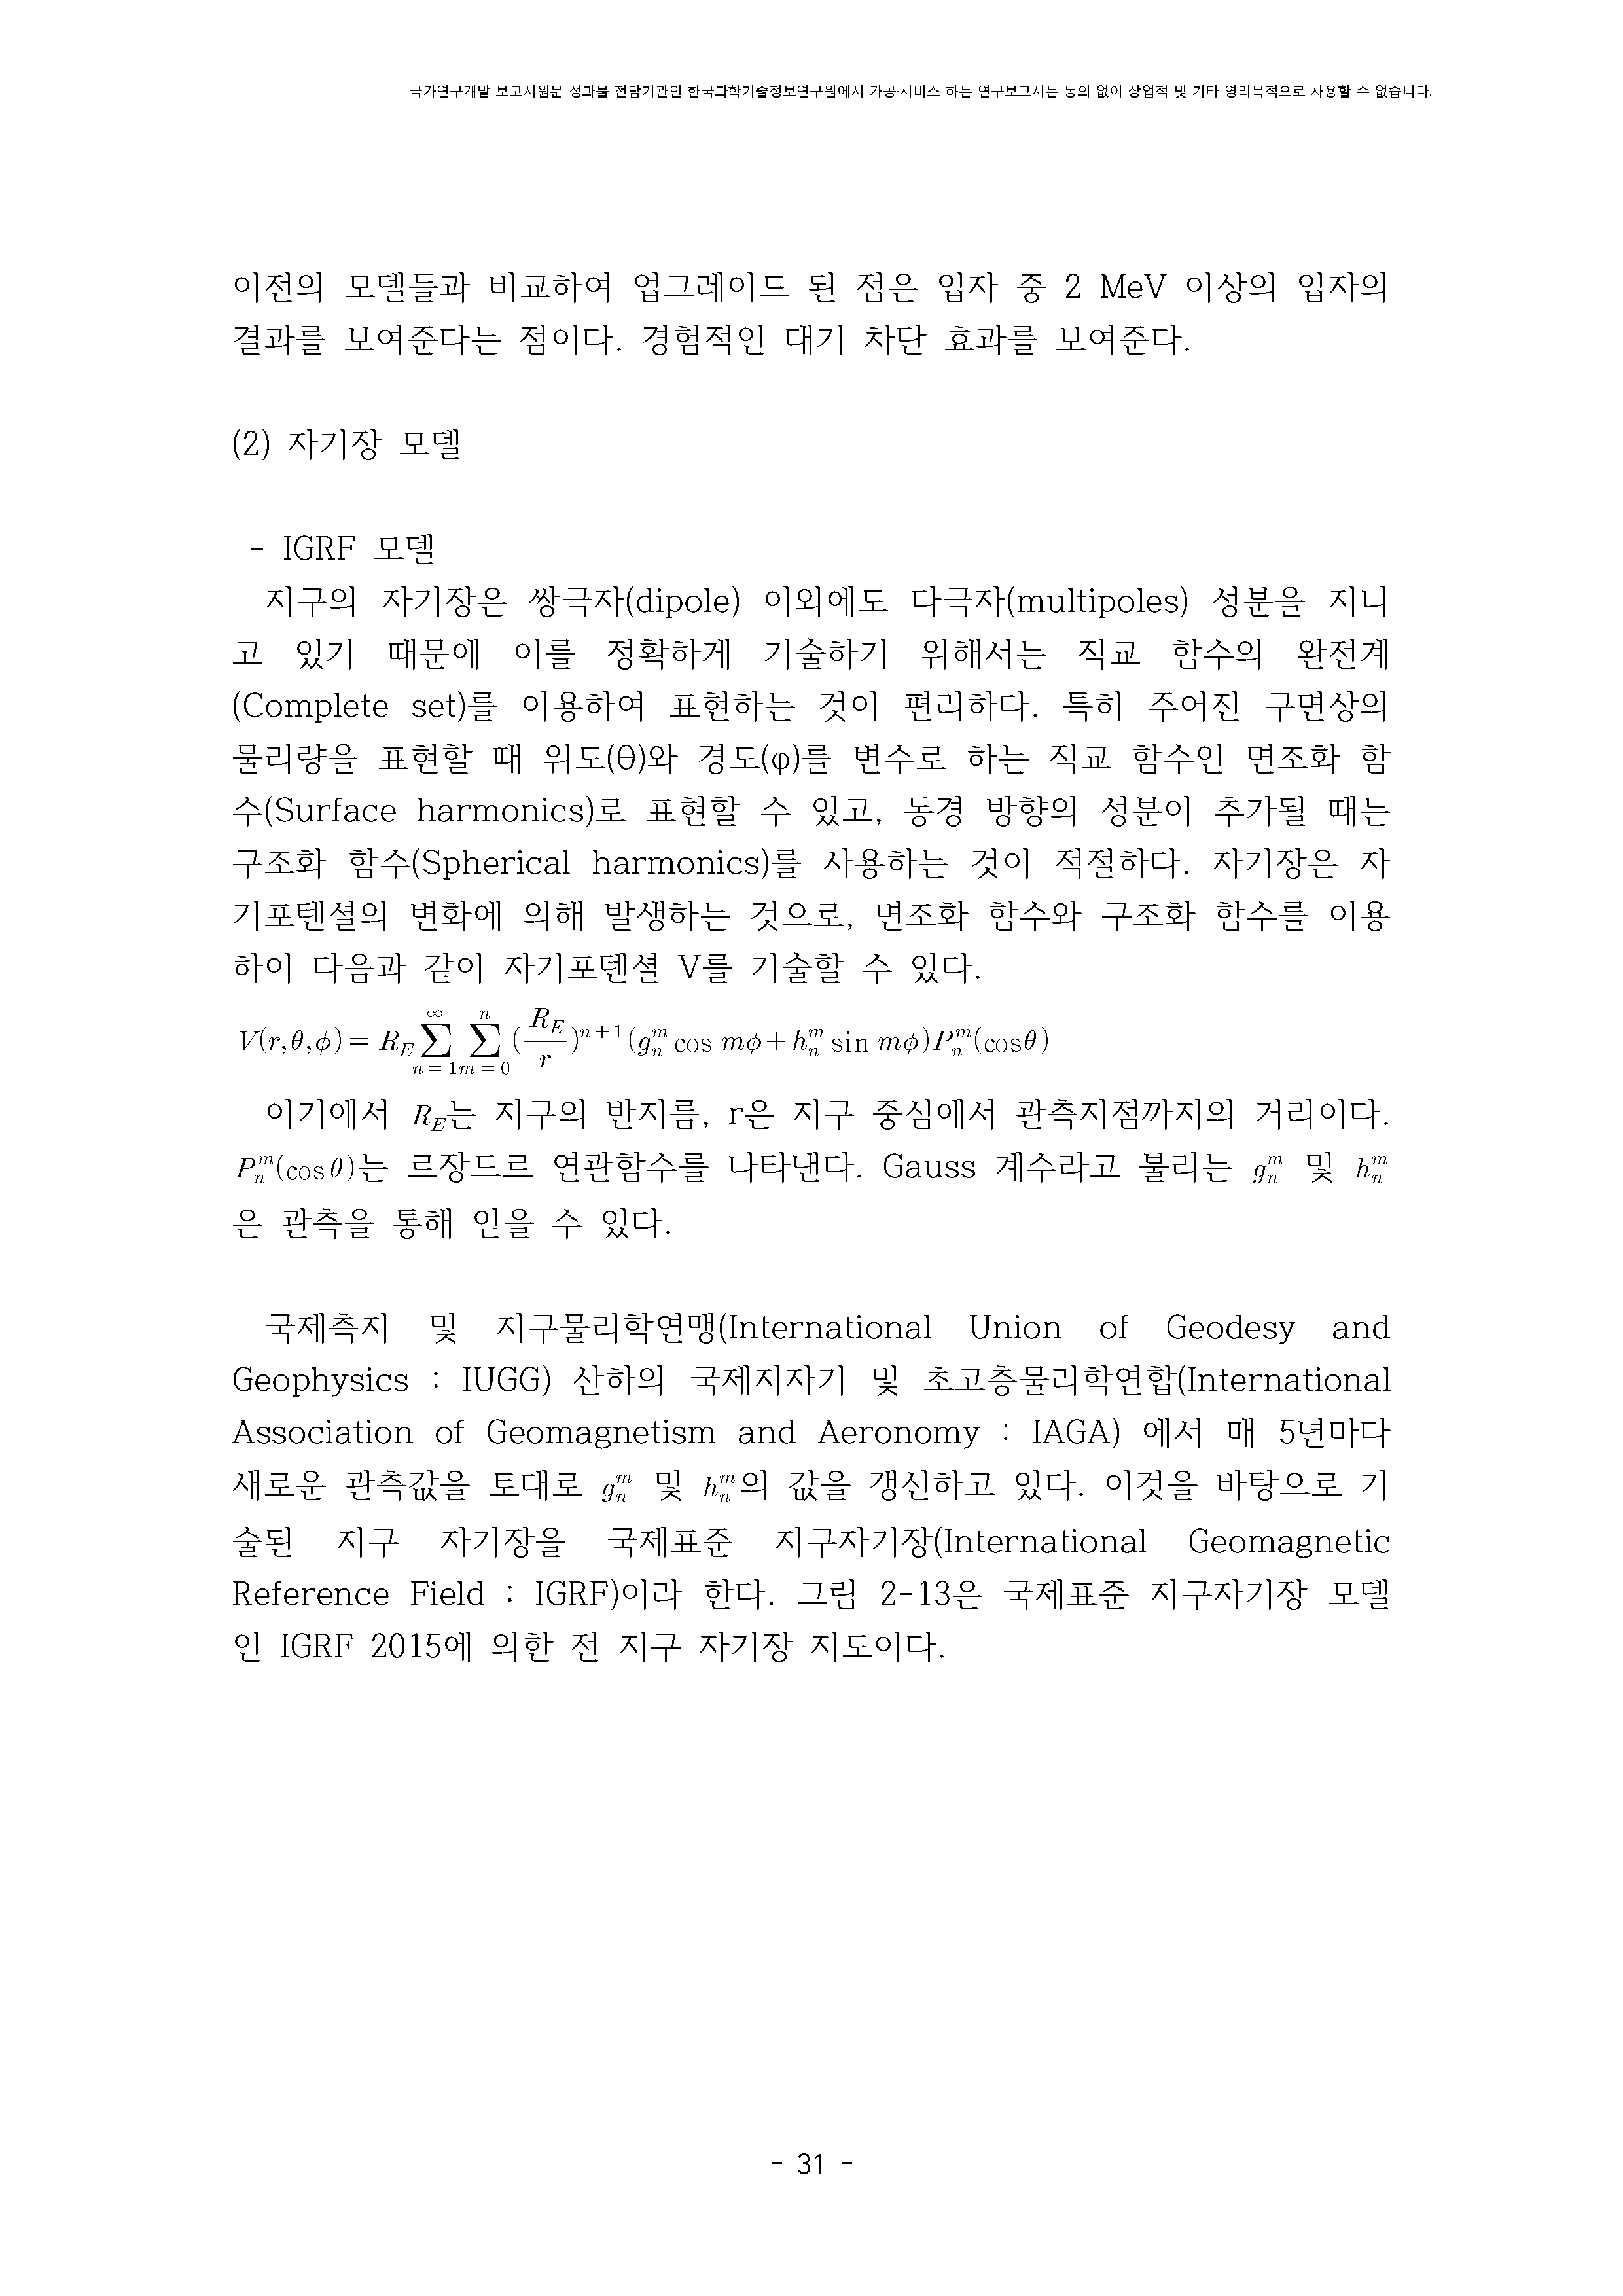 국가연구개발 보고서원문 성과물 전담기관인 한국과학기술정보연구원에서 가공·서비스 하는 연구보고서는 동의 없이 상업적 및 기타 영리목적으로 사용할 수 없습니다.
이전의 모델들과 비교하여 업그레이드 된 점은 입자 중 2 MeV 이상의 입자의
결과를 보여준다는 점이다. 경험적인 대기 차단 효과를 보여준다.
(2) 자기장 모델
- IGRF 모델
지구의 자기장은 쌍극자(dipole) 이외에도 다극자(multipoles) 성분을 지니
고 있기 때문에 이를 정확하게 기술하기 위해서는 직교 함수의 완전계
(Complete set)를 이용하여 표현하는 것이 편리하다. 특히 주어진 구면상의
물리량을 표현할 때 위도(θ)와 경도(φ)를 변수로 하는 직교 함수인 면조화 함
수(Surface harmonics)로 표현할 수 있고, 동경 방향의 성분이 추가될 때는
구조화 함수(Spherical harmonics)를 사용하는 것이 적절하다. 자기장은 자
기포텐셜의 변화에 의해 발생하는 것으로, 면조화 함수와 구조화 함수를 이용
하여 다음과 같이 자기포텐셜 V를 기술할 수 있다.
$V(r,\theta,\phi) = R_E \sum_{n=1}^{\infty} \sum_{m=0}^{n} (\frac{R_E}{r})^{n+1} (g_n^m \cos m\phi + h_n^m \sin m\phi) P_n^m(\cos\theta)$
여기에서 $R_E$는 지구의 반지름, r은 지구 중심에서 관측지점까지의 거리이다.
$P_n^m(\cos\theta)$는 르장드르 연관함수를 나타낸다. Gauss 계수라고 불리는 $g_n^m$ 및 $h_n^m$
은 관측을 통해 얻을 수 있다.
국제측지 및 지구물리학연맹(International Union of Geodesy and
Geophysics : IUGG) 산하의 국제지자기 및 초고층물리학연합(International
Association of Geomagnetism and Aeronomy : IAGA) 에서 매 5년마다
새로운 관측값을 토대로 $g_n^m$ 및 $h_n^m$의 값을 갱신하고 있다. 이것을 바탕으로 기
술된 지구 자기장을 국제표준 지구자기장(International Geomagnetic
Reference Field : IGRF)이라 한다. 그림 2-13은 국제표준 지구자기장 모델
인 IGRF 2015에 의한 전 지구 자기장 지도이다.
- 31 -